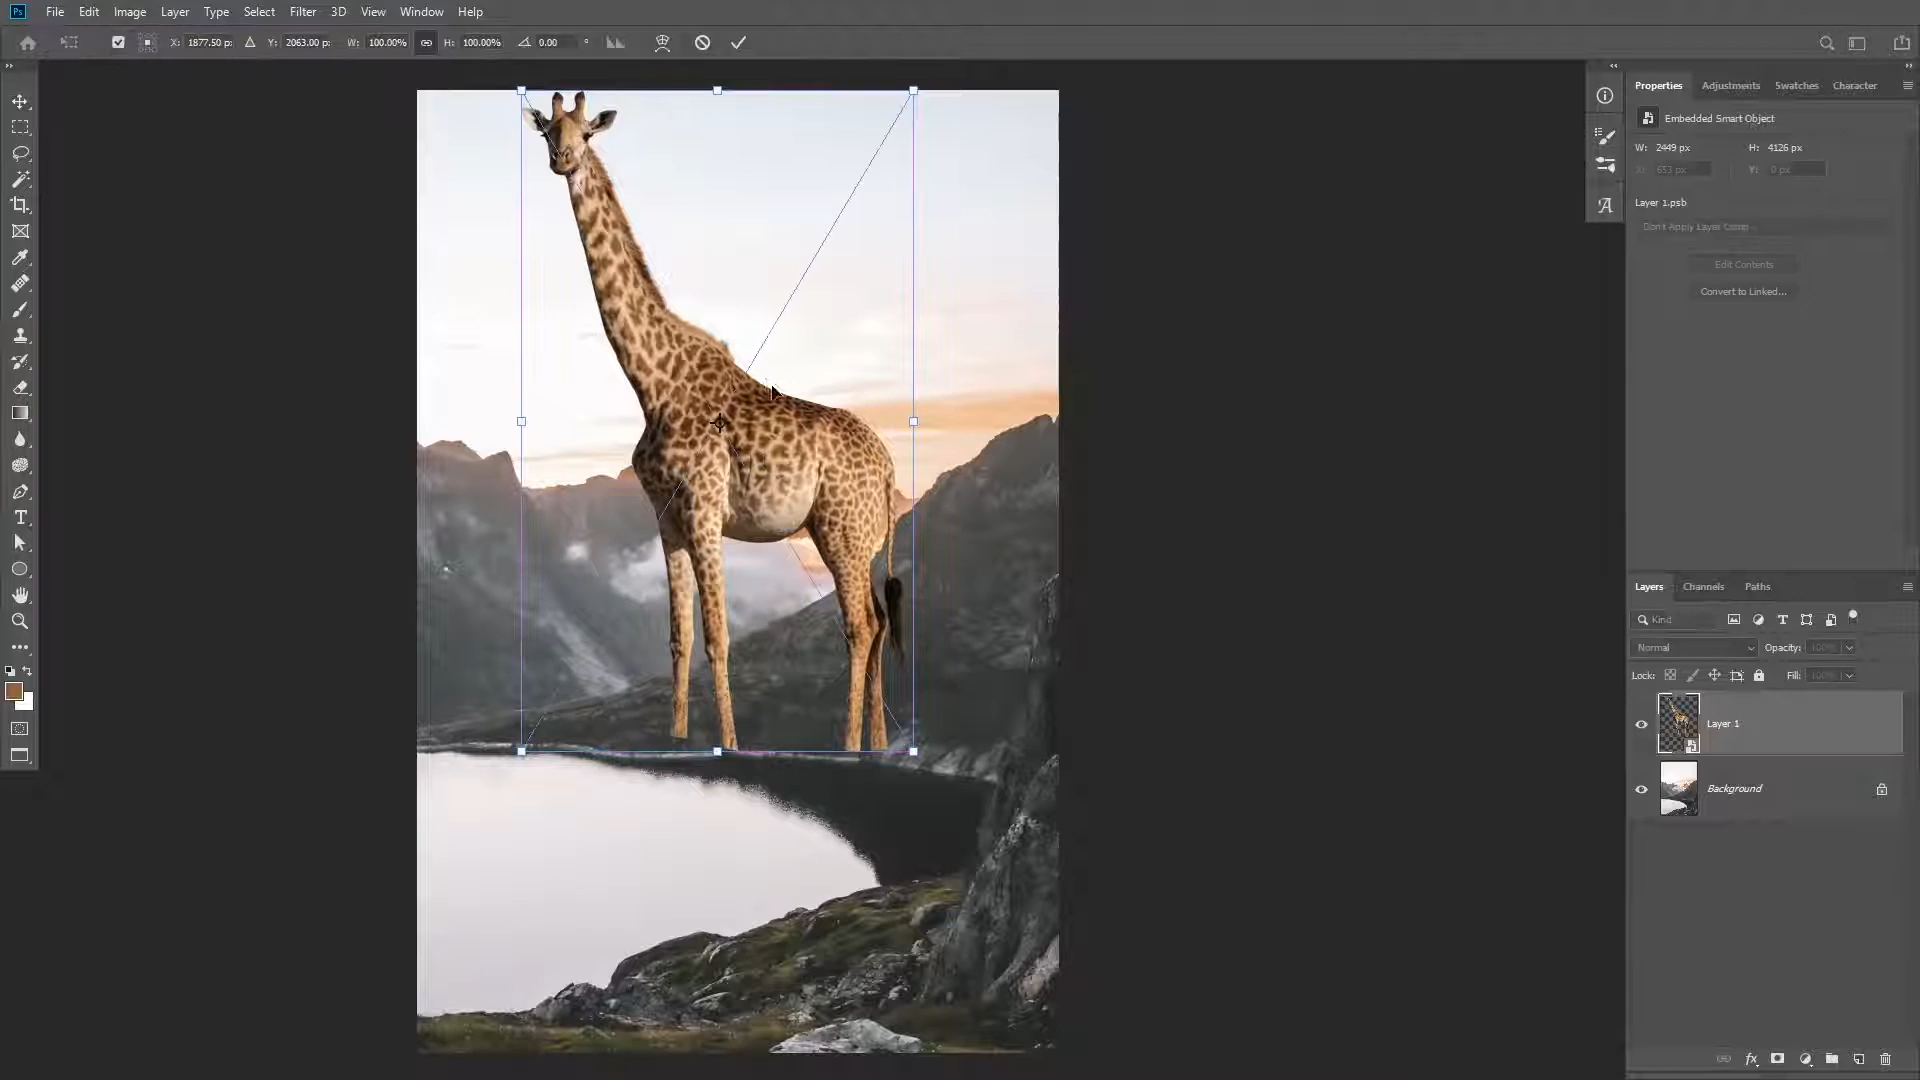 Ps File Edit Image Layer Type Select Filter 3D View Window Help
X: 1877.50 p: Y: 2063.00 p: W: 100.00% H: 100.00% 0.00 °
Properties Adjustments Swatches Character
Embedded Smart Object
W: 2449 px H: 4126 px
X: 653 px Y: 0 px
Layer 1.psb
Don't Apply Layer Comp
Edit Contents
Convert to Linked...
Layers Channels Paths
Kind
Normal Opacity: 100%
Lock: Fill: 100%
Layer 1
Background
fx